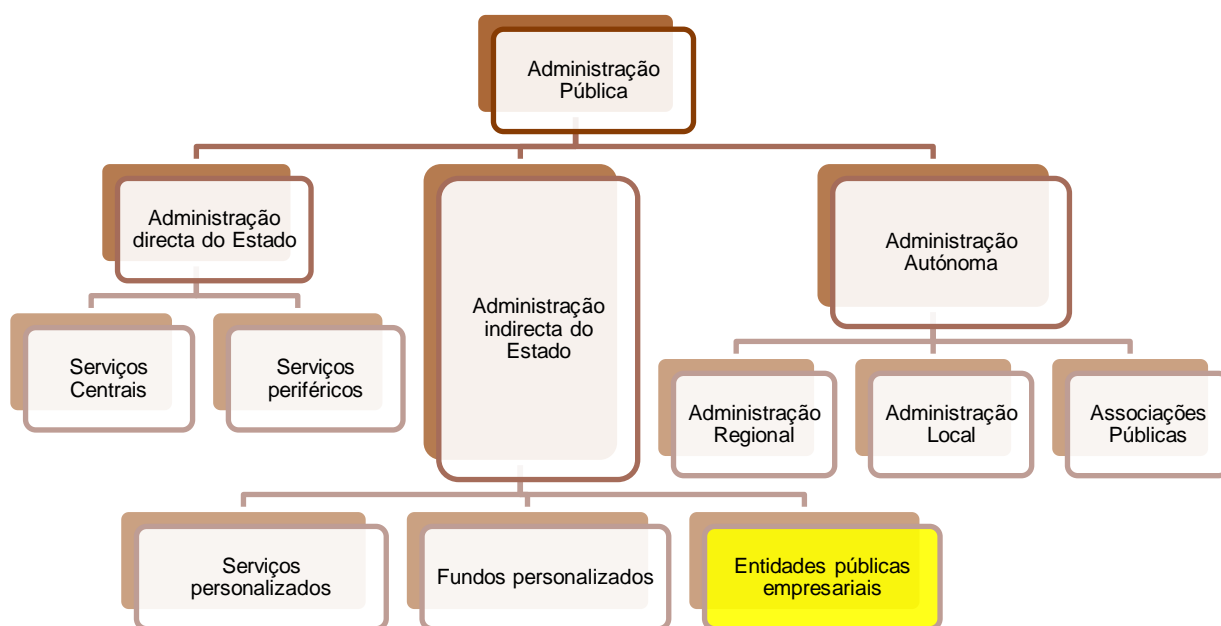 Administração
Pública
Administração
directa do Estado
Administração
indirecta do
Estado
Administração
Autónoma
Serviços
Centrais
Serviços
periféricos
Administração
Regional
Administração
Local
Associações
Públicas
Serviços
personalizados
Fundos personalizados
Entidades públicas
empresariais